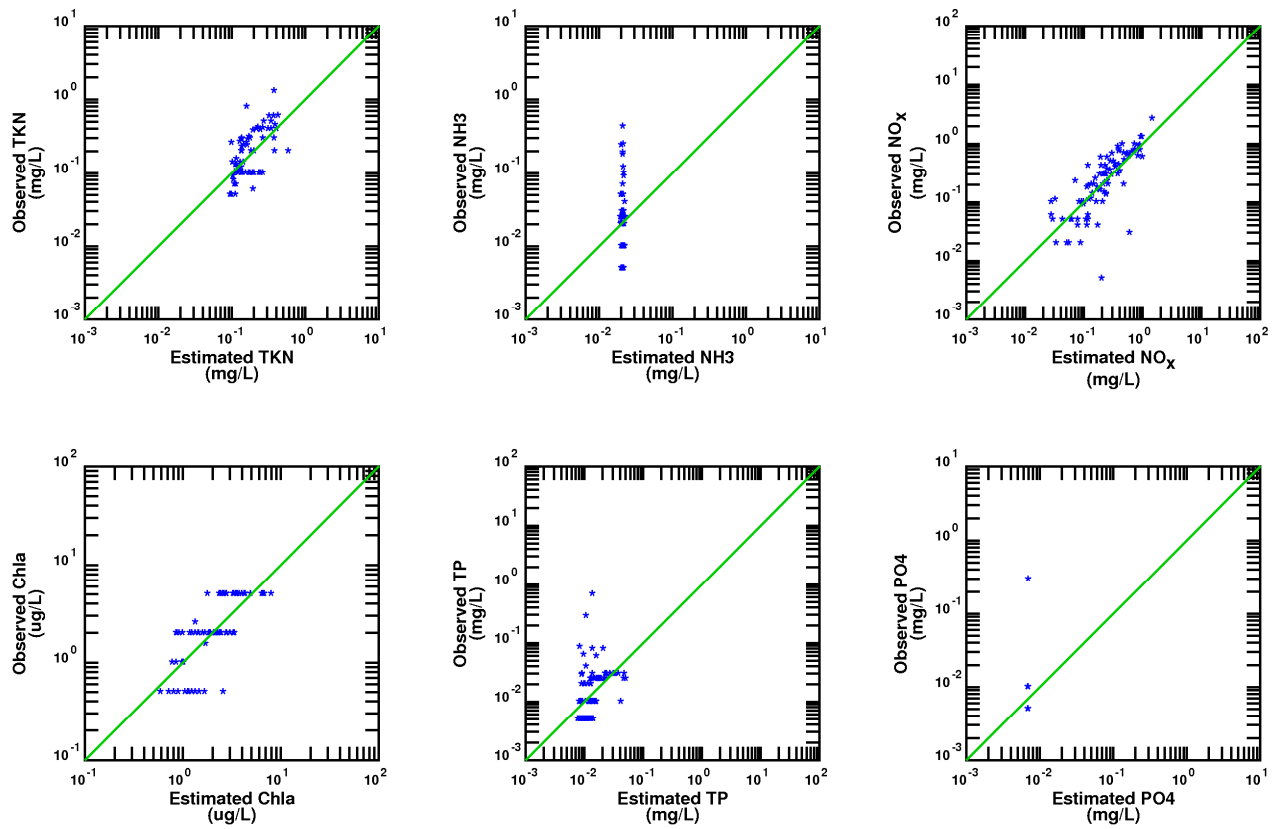 10^1 10^0 10^-1 10^-2 10^-3
Observed TKN
(mg/L)
10^-3 10^-2 10^-1 10^0 10^1
Estimated TKN
(mg/L)
10^1 10^0 10^-1 10^-2 10^-3
Observed NH3
(mg/L)
10^-3 10^-2 10^-1 10^0 10^1
Estimated NH3
(mg/L)
10^2 10^1 10^0 10^-1 10^-2 10^-3
Observed NOx
(mg/L)
10^-3 10^-2 10^-1 10^0 10^1 10^2
Estimated NOx
(mg/L)
10^2 10^1 10^0 10^-1
Observed Chla
(ug/L)
10^-1 10^0 10^1 10^2
Estimated Chla
(ug/L)
10^2 10^1 10^0 10^-1 10^-2 10^-3
Observed TP
(mg/L)
10^-3 10^-2 10^-1 10^0 10^1 10^2
Estimated TP
(mg/L)
10^1 10^0 10^-1 10^-2 10^-3
Observed PO4
(mg/L)
10^-3 10^-2 10^-1 10^0 10^1
Estimated PO4
(mg/L)